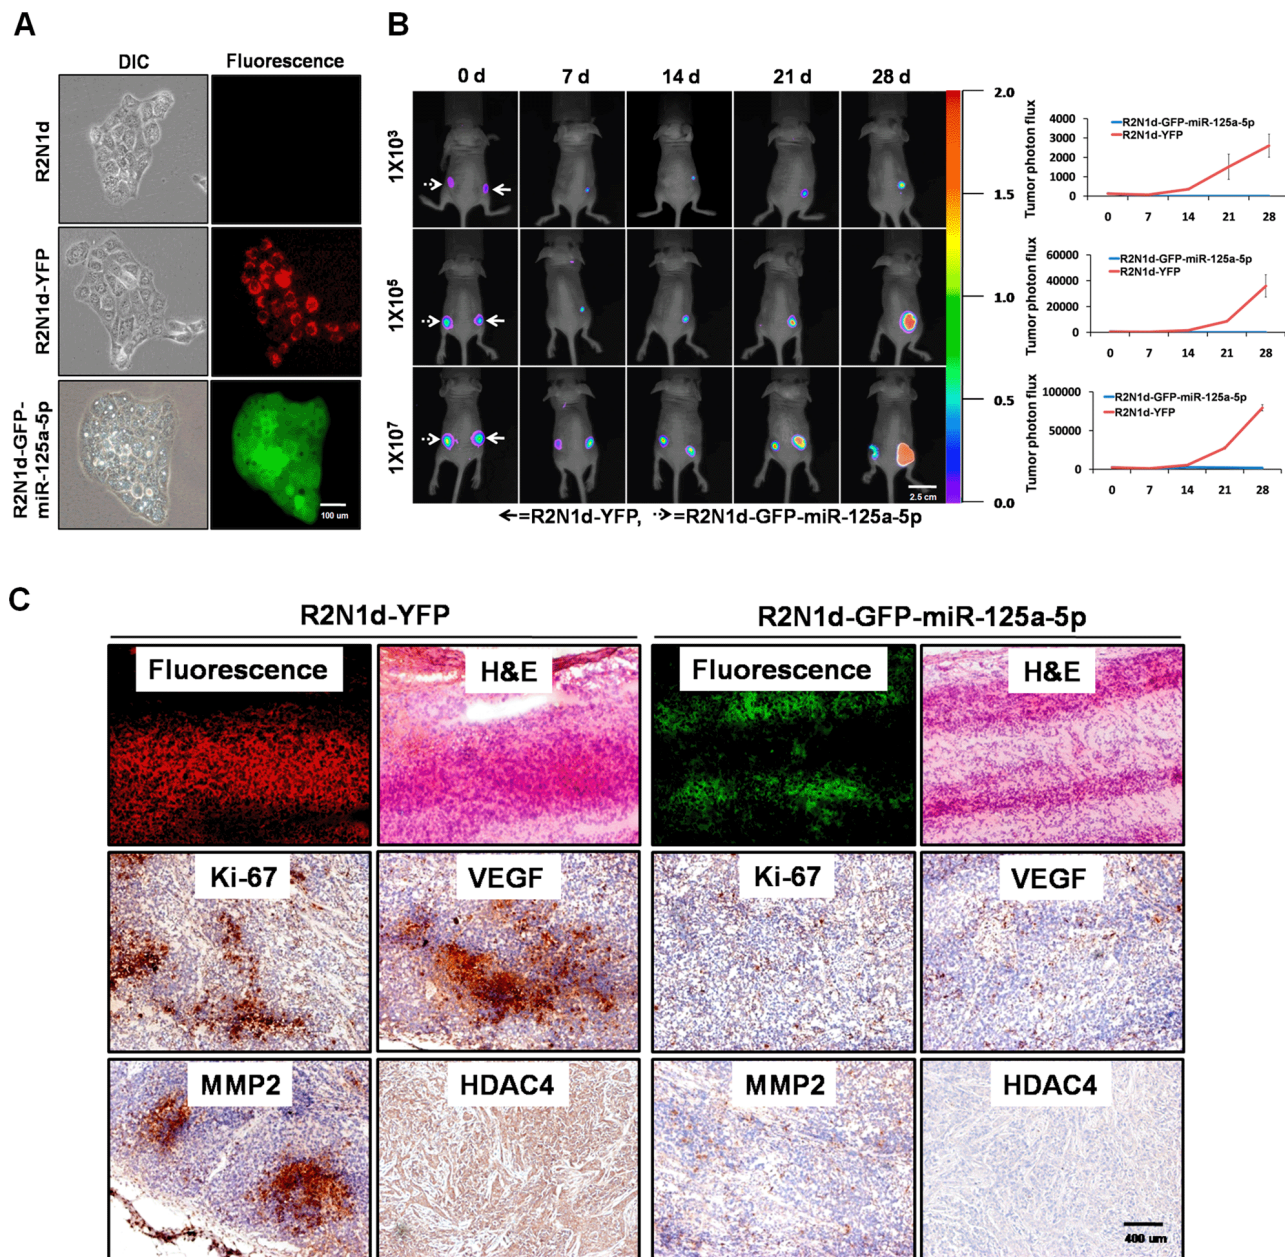 A
DIC
Fluorescence
R2N1d
R2N1d-YFP
R2N1d-GFP-
miR-125a-5p
100 um
B
0 d
7 d
14 d
21 d
28 d
1X10³
1X10⁵
1X10⁷
2.5 cm
2.0
1.5
1.0
0.5
0.0
←=R2N1d-YFP, ⇢=R2N1d-GFP-miR-125a-5p
Tumor photon flux
4000
3000
2000
1000
0
R2N1d-GFP-miR-125a-5p
R2N1d-YFP
0 7 14 21 28
Tumor photon flux
60000
40000
20000
0
R2N1d-GFP-miR-125a-5p
R2N1d-YFP
0 7 14 21 28
Tumor photon flux
100000
50000
0
R2N1d-GFP-miR-125a-5p
R2N1d-YFP
0 7 14 21 28
C
R2N1d-YFP
R2N1d-GFP-miR-125a-5p
Fluorescence
H&E
Fluorescence
H&E
Ki-67
VEGF
Ki-67
VEGF
MMP2
HDAC4
MMP2
HDAC4
400 um